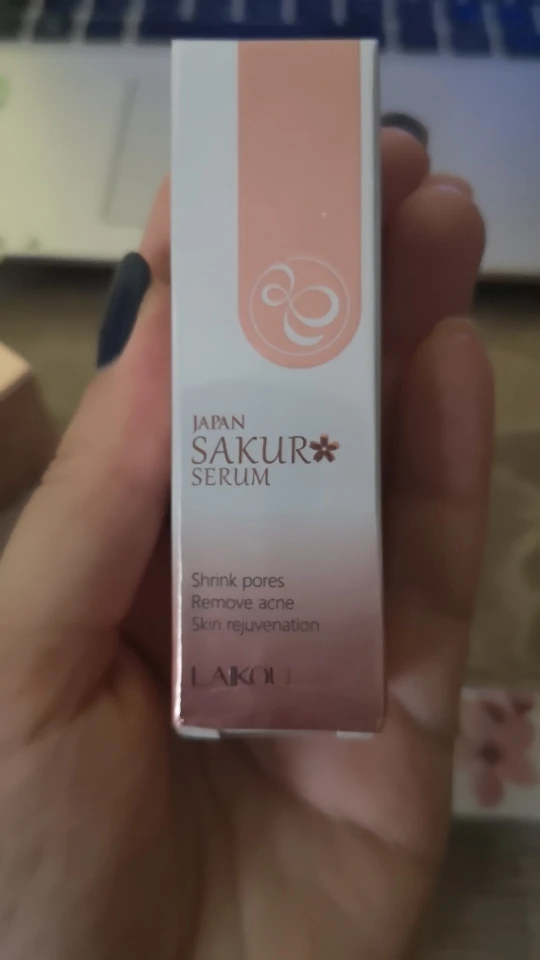 JAPAN
SAKUR
SERUM
Shrink pores
Remove acne
Skin rejuvenation
LAIKOU